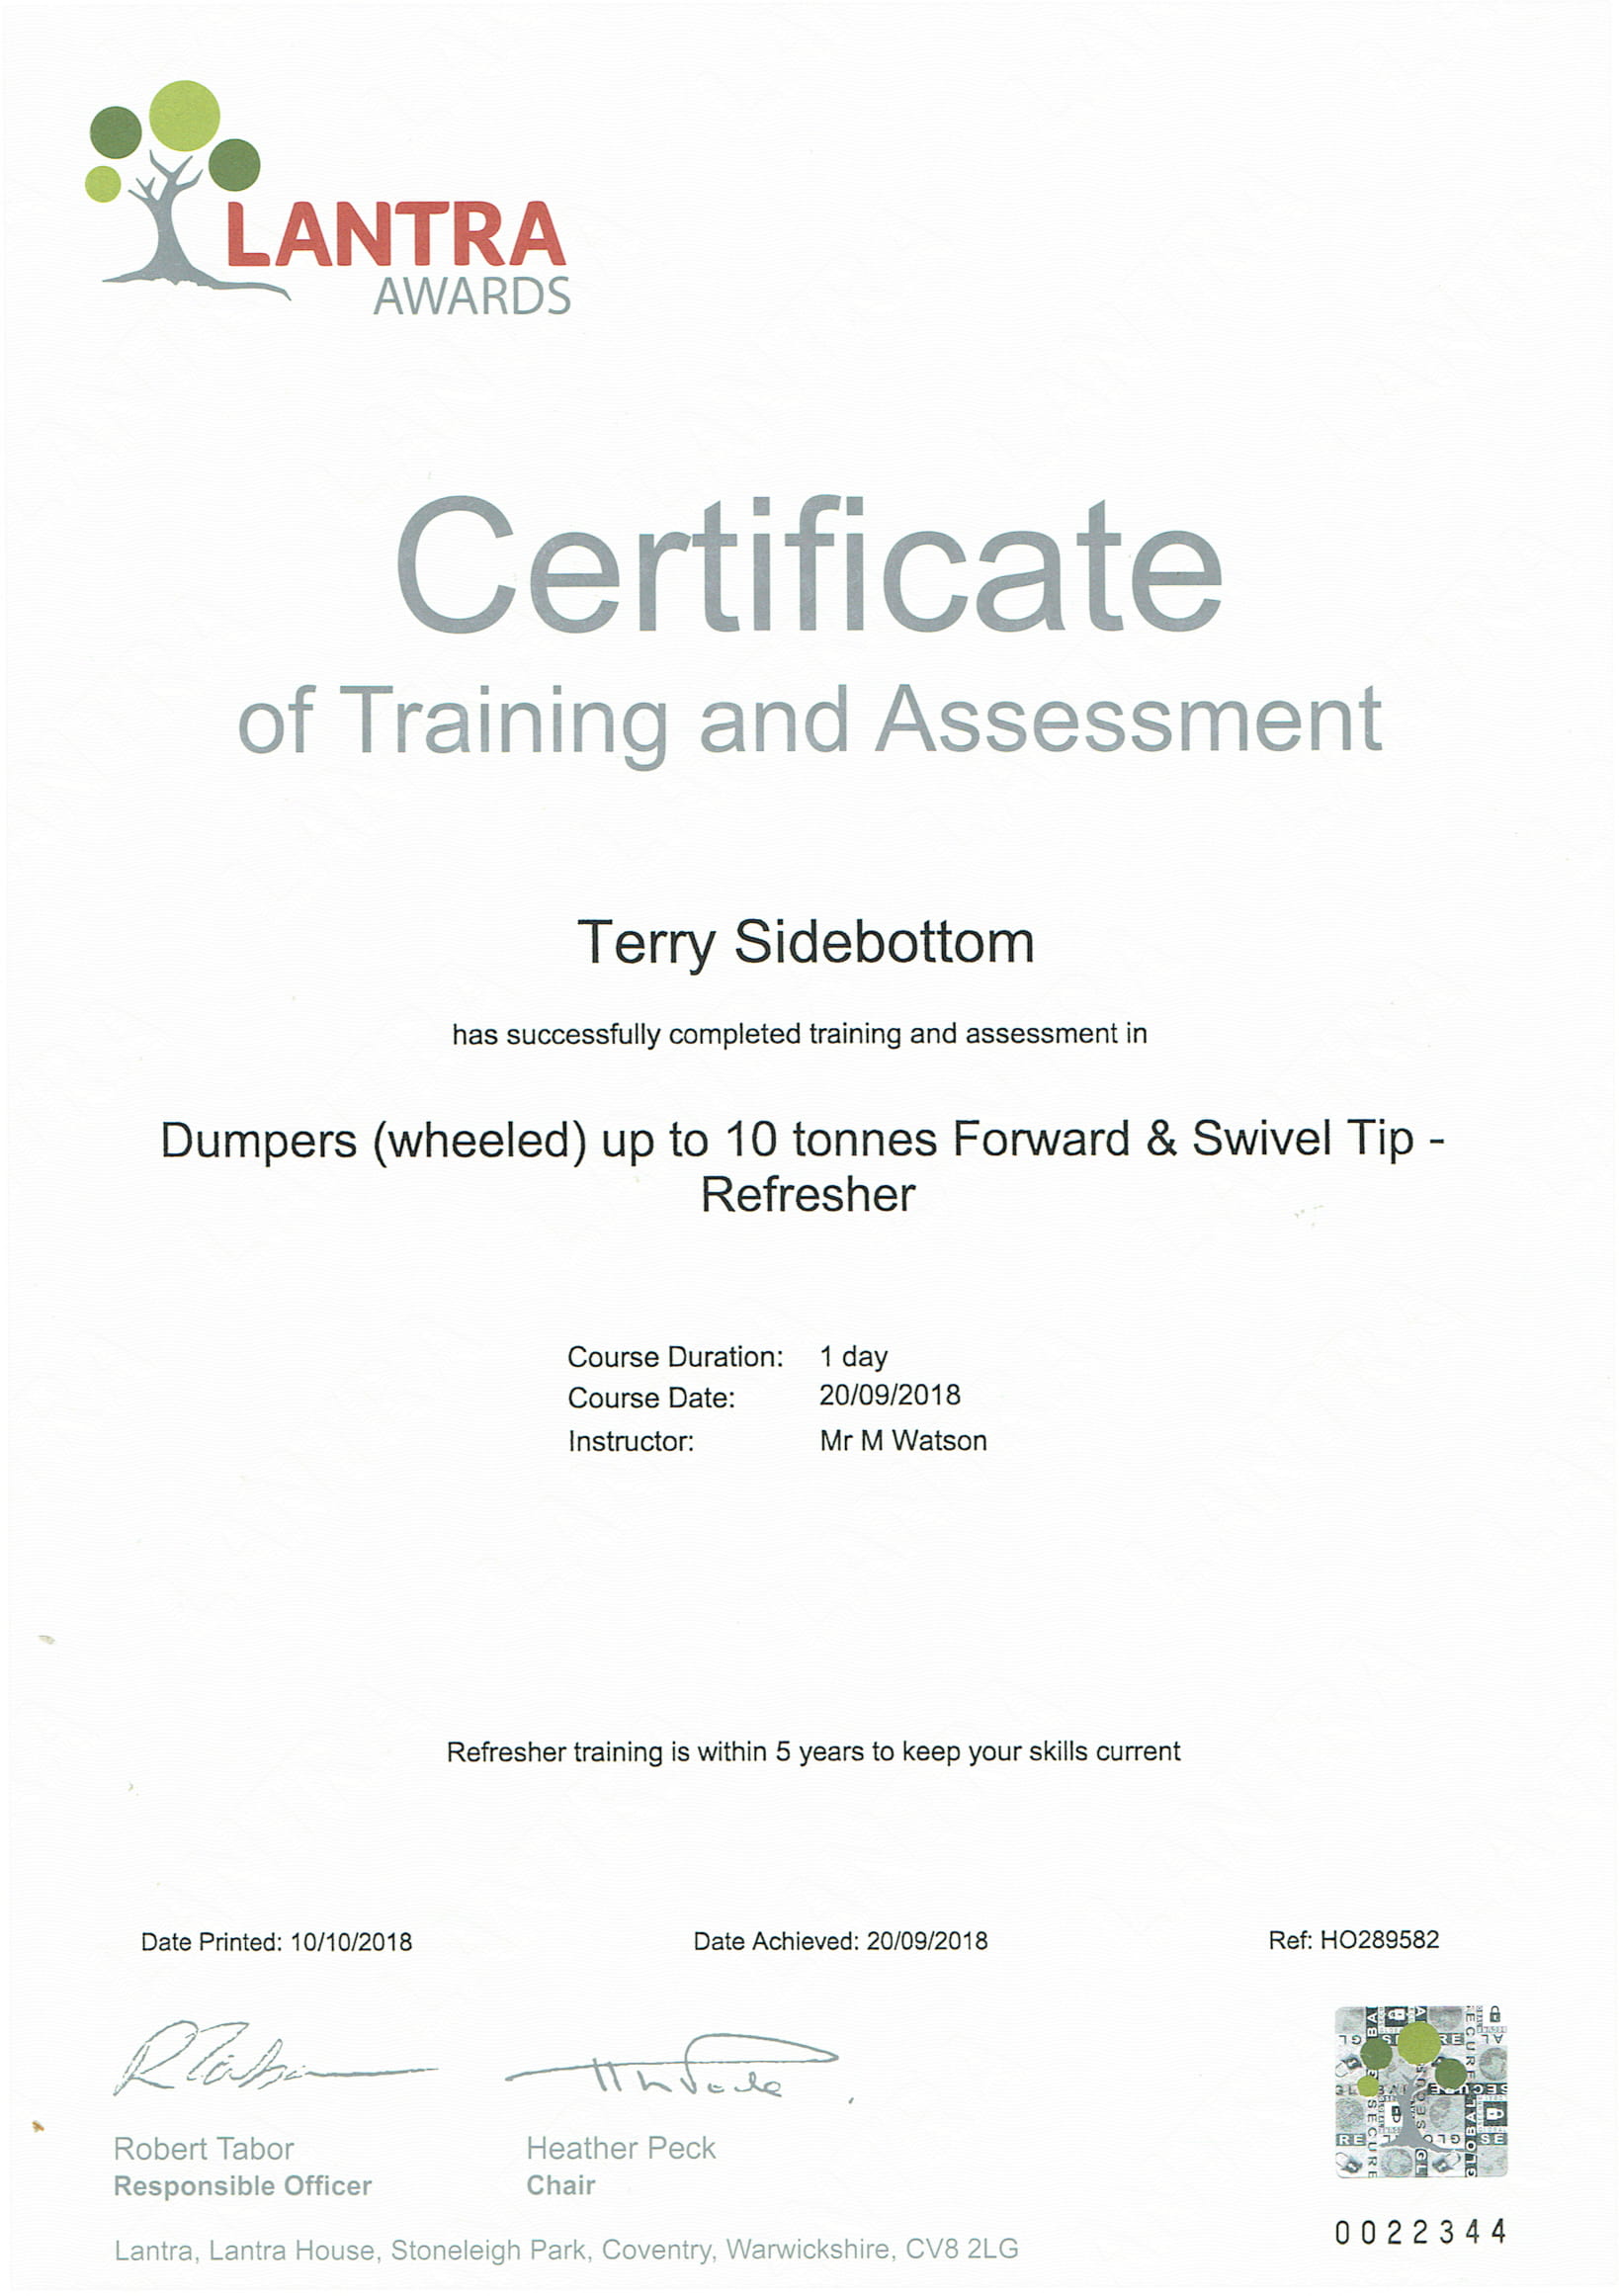 LANTRA
AWARDS
Certificate
of Training and Assessment
Terry Sidebottom
has successfully completed training and assessment in
Dumpers (wheeled) up to 10 tonnes Forward & Swivel Tip -
Refresher
Course Duration: 1 day
Course Date: 20/09/2018
Instructor: Mr M Watson
Refresher training is within 5 years to keep your skills current
Date Printed: 10/10/2018 Date Achieved: 20/09/2018 Ref: HO289582
Robert Tabor Heather Peck
Responsible Officer Chair
Lantra, Lantra House, Stoneleigh Park, Coventry, Warwickshire, CV8 2LG
0022344